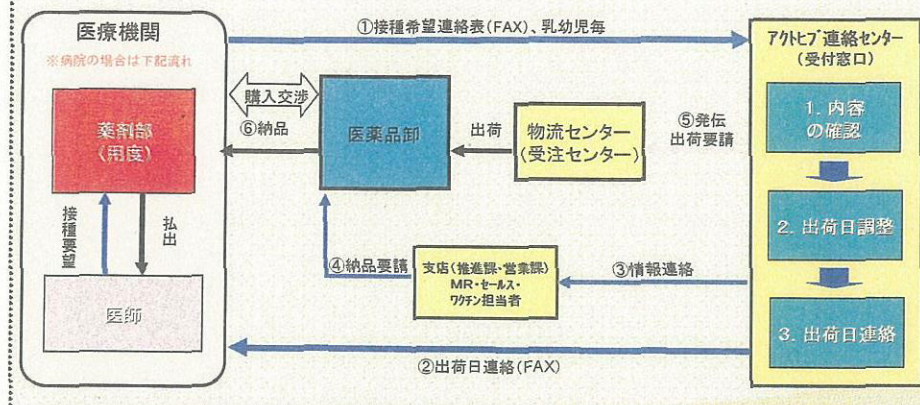 医療機関
※病院の場合は下記流れ
薬剤部
(用度)
接種要望
払出
医師
①接種希望連絡表(FAX)、乳幼児毎
購入交渉
⑥納品
医薬品卸
出荷
物流センター
(受注センター)
⑤発伝
出荷要請
④納品要請
支店(推進課・営業課)
MR・セールス・
ワクチン担当者
③情報連絡
②出荷日連絡(FAX)
アクトヒブ連絡センター
(受付窓口)
1. 内容
の確認
2. 出荷日調整
3. 出荷日連絡